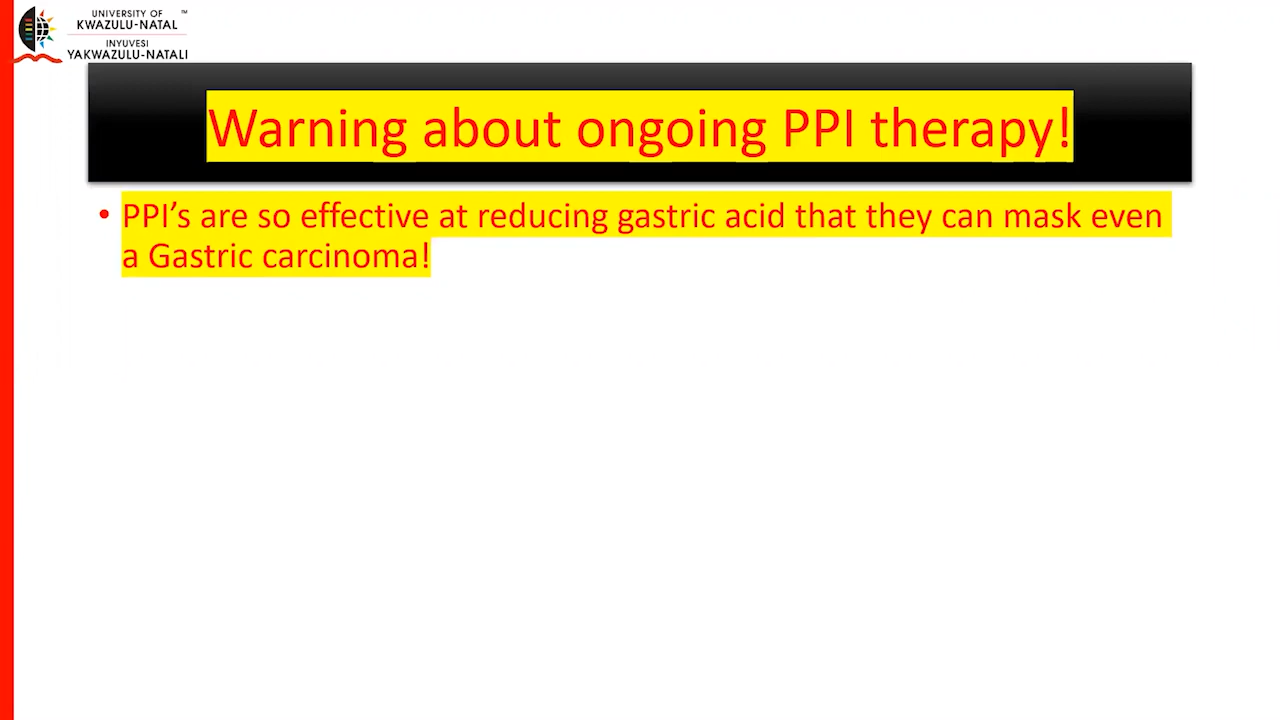 UNIVERSITY OF ™
KWAZULU-NATAL
INYUVESI
YAKWAZULU-NATALI
Warning about ongoing PPI therapy!
• PPI’s are so effective at reducing gastric acid that they can mask even
a Gastric carcinoma!